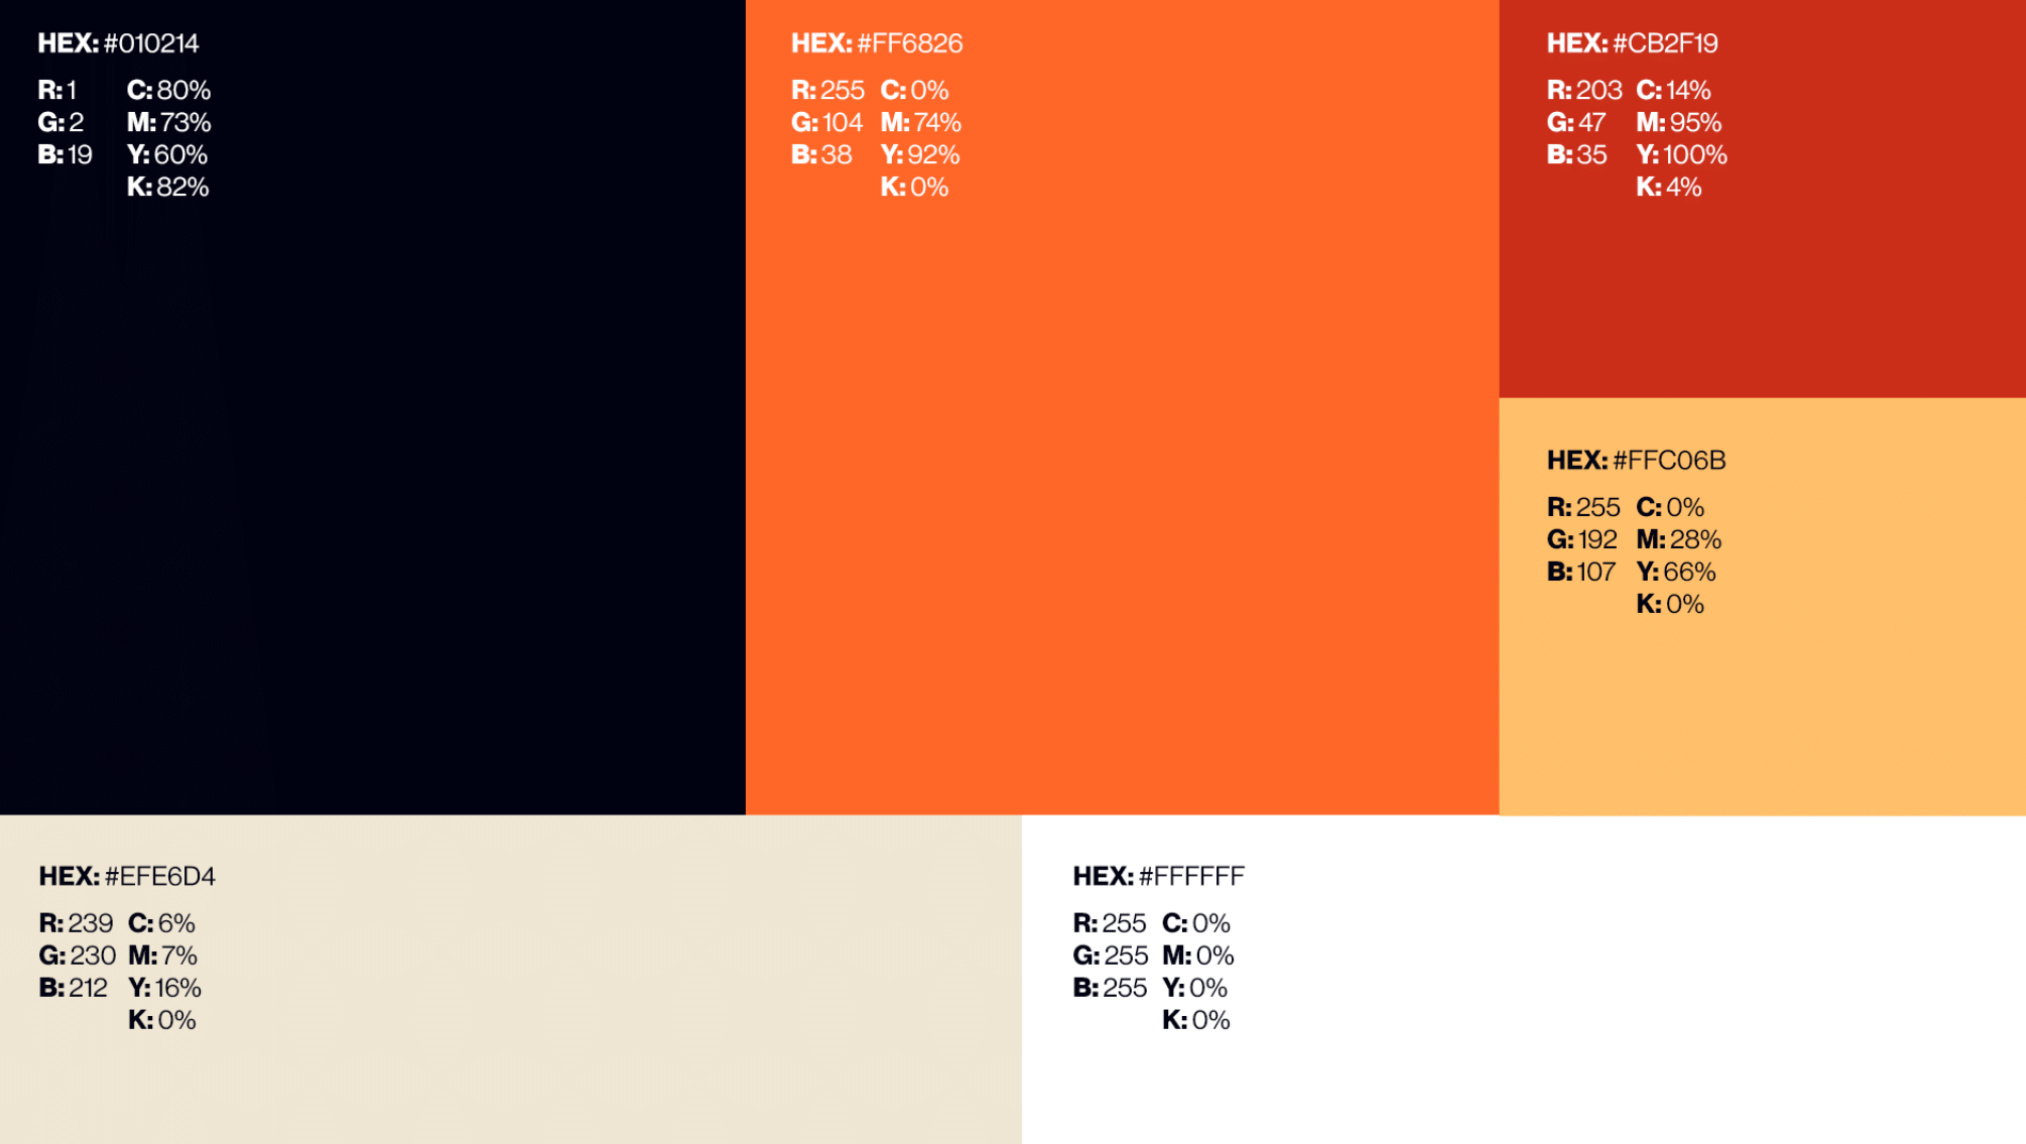 HEX: #010214
R: 1 C: 80%
G: 2 M: 73%
B: 19 Y: 60%
K: 82%
HEX: #FF6826
R: 255 C: 0%
G: 104 M: 74%
B: 38 Y: 92%
K: 0%
HEX: #CB2F19
R: 203 C: 14%
G: 47 M: 95%
B: 35 Y: 100%
K: 4%
HEX: #FFC06B
R: 255 C: 0%
G: 192 M: 28%
B: 107 Y: 66%
K: 0%
HEX: #EFE6D4
R: 239 C: 6%
G: 230 M: 7%
B: 212 Y: 16%
K: 0%
HEX: #FFFFFF
R: 255 C: 0%
G: 255 M: 0%
B: 255 Y: 0%
K: 0%